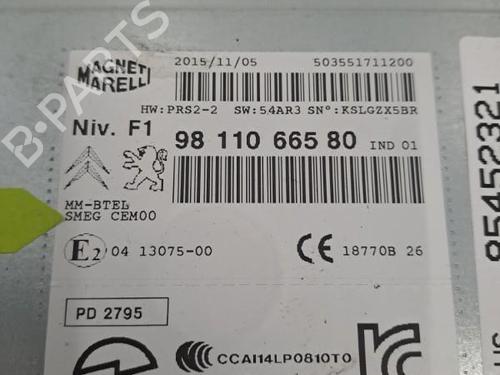 B-PARTS
MAGNETI MARELLI
2015/11/05 503551711200
HW:PRS2-2 SW:54AR3 SN°:KSLGZX5BR
Niv. F1
98 110 665 80 IND 01
MM-BTEL
SMEG CEM00
E2 04 13075-00 CE 18770B 26
PD 2795
CCAI14LP0810T0
85452321